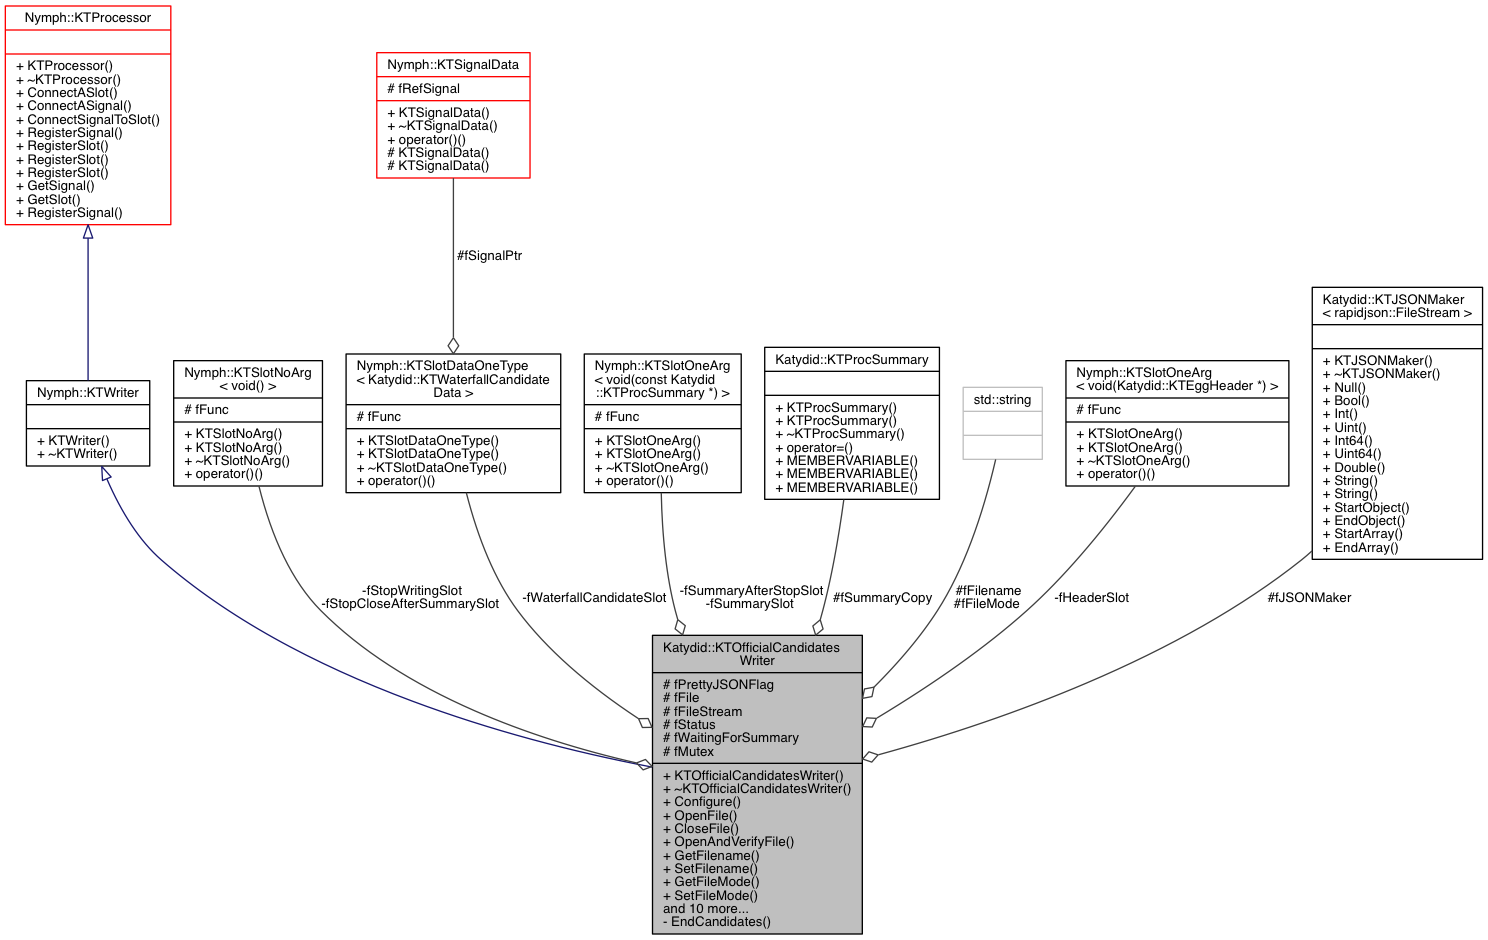 Nymph::KTProcessor
+ KTProcessor()
+ ~KTProcessor()
+ ConnectASlot()
+ ConnectASignal()
+ ConnectSignalToSlot()
+ RegisterSignal()
+ RegisterSlot()
+ RegisterSlot()
+ RegisterSlot()
+ GetSignal()
+ GetSlot()
+ RegisterSignal()
Nymph::KTSignalData
# fRefSignal
+ KTSignalData()
+ ~KTSignalData()
+ operator()()
# KTSignalData()
# KTSignalData()
#fSignalPtr
Nymph::KTWriter
+ KTWriter()
+ ~KTWriter()
Nymph::KTSlotNoArg
< void() >
# fFunc
+ KTSlotNoArg()
+ KTSlotNoArg()
+ ~KTSlotNoArg()
+ operator()()
Nymph::KTSlotDataOneType
< Katydid::KTWaterfallCandidate
Data >
# fFunc
+ KTSlotDataOneType()
+ KTSlotDataOneType()
+ ~KTSlotDataOneType()
+ operator()()
Nymph::KTSlotOneArg
< void(const Katydid
::KTProcSummary *) >
# fFunc
+ KTSlotOneArg()
+ KTSlotOneArg()
+ ~KTSlotOneArg()
+ operator()()
Katydid::KTProcSummary
+ KTProcSummary()
+ KTProcSummary()
+ ~KTProcSummary()
+ operator=()
+ MEMBERVARIABLE()
+ MEMBERVARIABLE()
+ MEMBERVARIABLE()
std::string
Nymph::KTSlotOneArg
< void(Katydid::KTEggHeader *) >
# fFunc
+ KTSlotOneArg()
+ KTSlotOneArg()
+ ~KTSlotOneArg()
+ operator()()
Katydid::KTJSONMaker
< rapidjson::FileStream >
+ KTJSONMaker()
+ ~KTJSONMaker()
+ Null()
+ Bool()
+ Int()
+ Uint()
+ Int64()
+ Uint64()
+ Double()
+ String()
+ String()
+ StartObject()
+ EndObject()
+ StartArray()
+ EndArray()
-fStopWritingSlot
-fStopCloseAfterSummarySlot
-fWaterfallCandidateSlot
-fSummaryAfterStopSlot
-fSummarySlot
#fSummaryCopy
#fFilename
#fFileMode
-fHeaderSlot
#fJSONMaker
Katydid::KTOfficialCandidates
Writer
# fPrettyJSONFlag
# fFile
# fFileStream
# fStatus
# fWaitingForSummary
# fMutex
+ KTOfficialCandidatesWriter()
+ ~KTOfficialCandidatesWriter()
+ Configure()
+ OpenFile()
+ CloseFile()
+ OpenAndVerifyFile()
+ GetFilename()
+ SetFilename()
+ GetFileMode()
+ SetFileMode()
and 10 more...
- EndCandidates()